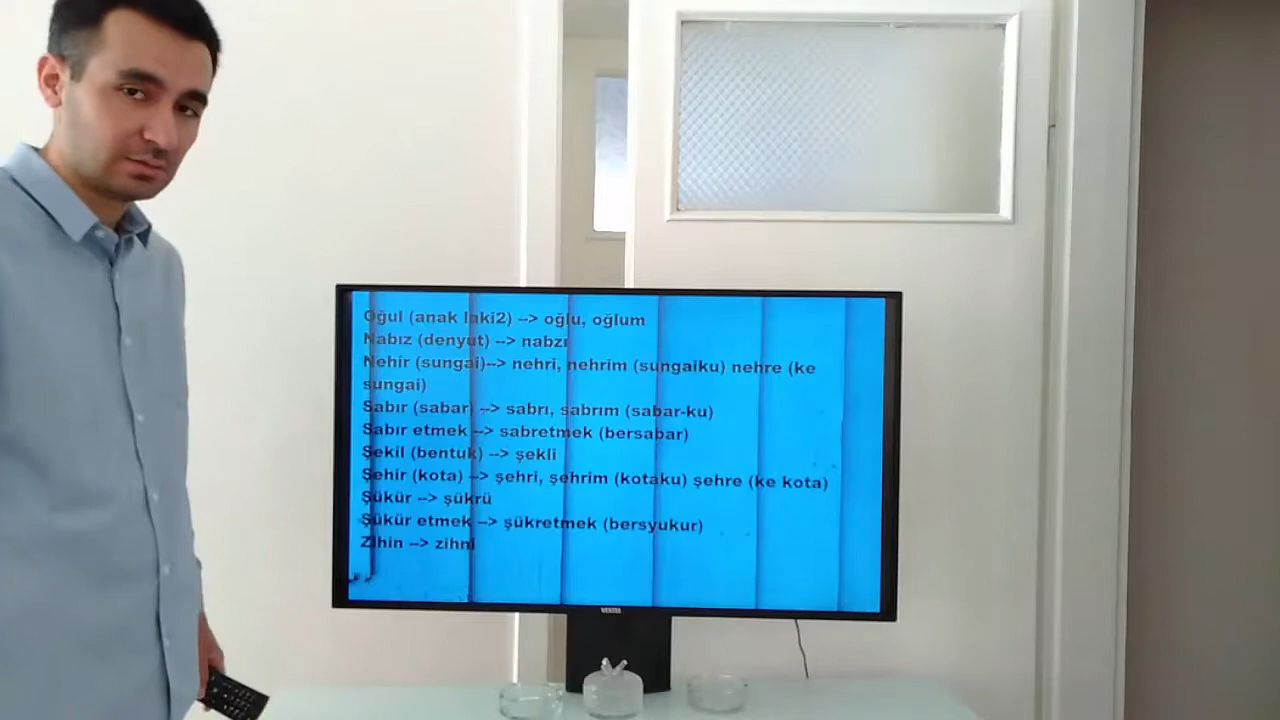 Oğul (anak laki2) --> oğlu, oğlum
Nabız (denyut) --> nabzı
Nehir (sungai)--> nehri, nehrim (sungaiku) nehre (ke
sungai)
Sabır (sabar) --> sabrı, sabrım (sabar-ku)
Sabır etmek --> sabretmek (bersabar)
Şekil (bentuk) --> şekli
Şehir (kota) --> şehri, şehrim (kotaku) şehre (ke kota)
Şükür --> şükrü
Şükür etmek --> şükretmek (bersyukur)
Zihin --> zihni
VESTEL